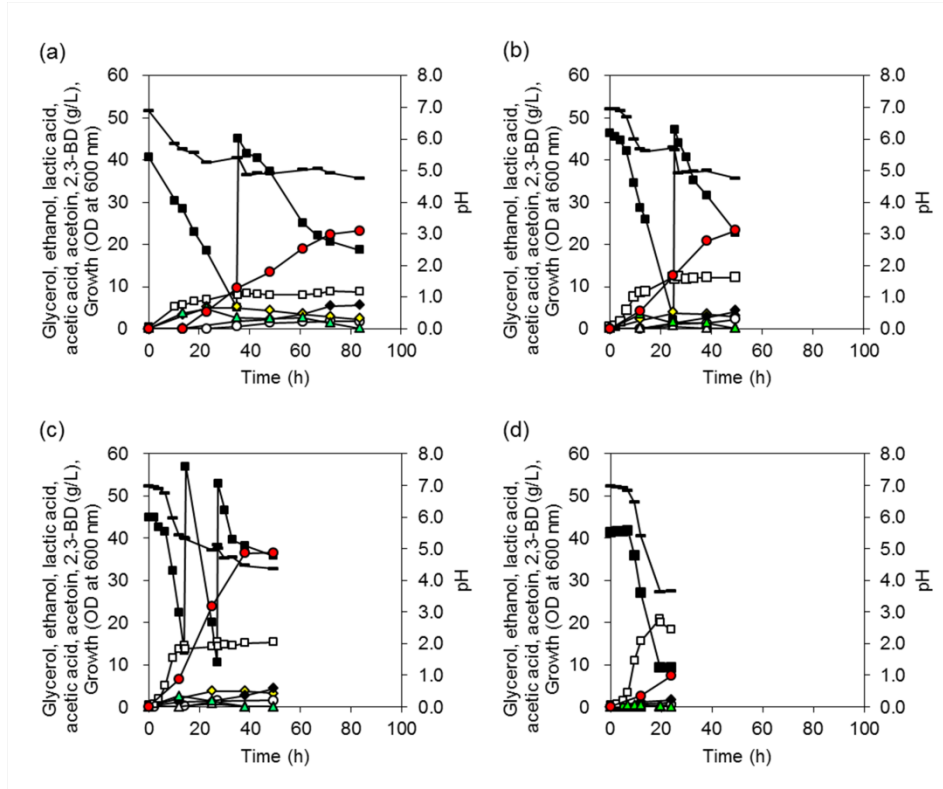 (a)
Glycerol, ethanol, lactic acid,
acetic acid, acetoin, 2,3-BD (g/L),
Growth (OD at 600 nm)
60
50
40
30
20
10
0
8.0
7.0
6.0
5.0
4.0
3.0
2.0
1.0
0.0
pH
0 20 40 60 80 100
Time (h)
(b)
Glycerol, ethanol, lactic acid,
acetic acid, acetoin, 2,3-BD (g/L),
Growth (OD at 600 nm)
60
50
40
30
20
10
0
8.0
7.0
6.0
5.0
4.0
3.0
2.0
1.0
0.0
pH
0 20 40 60 80 100
Time (h)
(c)
Glycerol, ethanol, lactic acid,
acetic acid, acetoin, 2,3-BD (g/L),
Growth (OD at 600 nm)
60
50
40
30
20
10
0
8.0
7.0
6.0
5.0
4.0
3.0
2.0
1.0
0.0
pH
0 20 40 60 80 100
Time (h)
(d)
Glycerol, ethanol, lactic acid,
acetic acid, acetoin, 2,3-BD (g/L),
Growth (OD at 600 nm)
60
50
40
30
20
10
0
8.0
7.0
6.0
5.0
4.0
3.0
2.0
1.0
0.0
pH
0 20 40 60 80 100
Time (h)